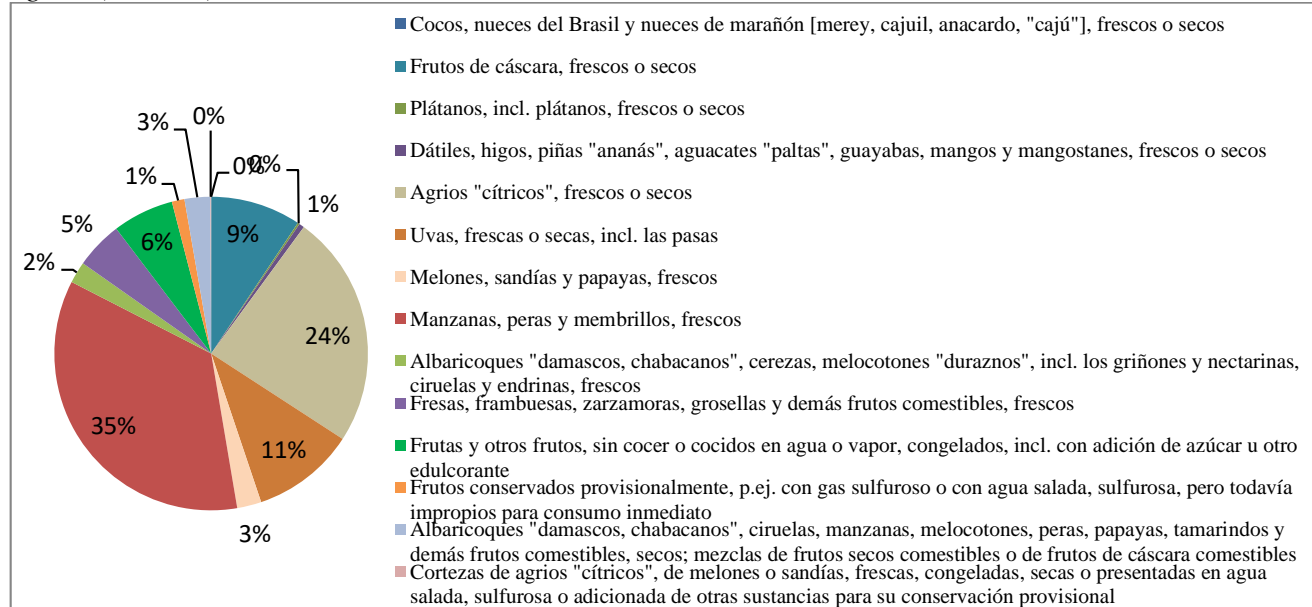 Cocos, nueces del Brasil y nueces de marañón [merey, cajuil, anacardo, "cajú"], frescos o secos
Frutos de cáscara, frescos o secos
Plátanos, incl. plátanos, frescos o secos
Dátiles, higos, piñas "ananás", aguacates "paltas", guayabas, mangos y mangostanes, frescos o secos
Agrios "cítricos", frescos o secos
Uvas, frescas o secas, incl. las pasas
Melones, sandías y papayas, frescos
Manzanas, peras y membrillos, frescos
Albaricoques "damascos, chabacanos", cerezas, melocotones "duraznos", incl. los griñones y nectarinas,
ciruelas y endrinas, frescos
Fresas, frambuesas, zarzamoras, grosellas y demás frutos comestibles, frescos
Frutas y otros frutos, sin cocer o cocidos en agua o vapor, congelados, incl. con adición de azúcar u otro
edulcorante
Frutos conservados provisionalmente, p.ej. con gas sulfuroso o con agua salada, sulfurosa, pero todavía
impropios para consumo inmediato
Albaricoques "damascos, chabacanos", ciruelas, manzanas, melocotones, peras, papayas, tamarindos y
demás frutos comestibles, secos; mezclas de frutos secos comestibles o de frutos de cáscara comestibles
Cortezas de agrios "cítricos", de melones o sandías, frescas, congeladas, secas o presentadas en agua
salada, sulfurosa o adicionada de otras sustancias para su conservación provisional
0%
3%
0%
0%
1%
1%
5%
6%
9%
2%
24%
35%
11%
3%